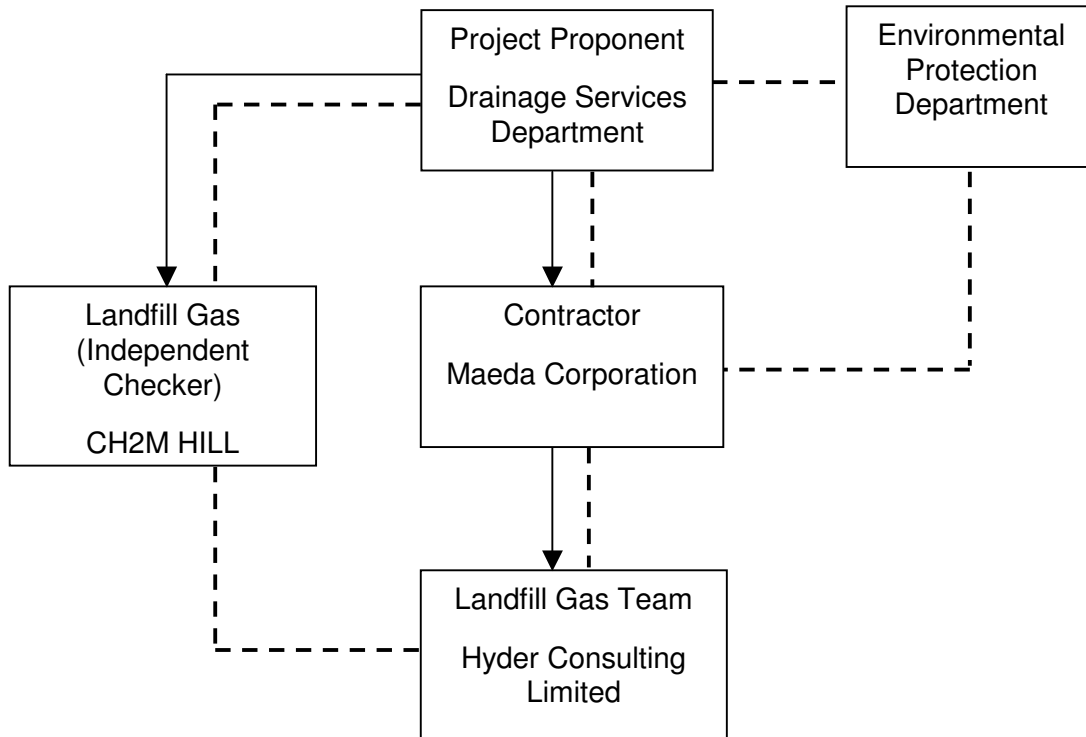 Project Proponent
Drainage Services
Department
Environmental
Protection
Department
Landfill Gas
(Independent
Checker)
CH2M HILL
Contractor
Maeda Corporation
Landfill Gas Team
Hyder Consulting
Limited